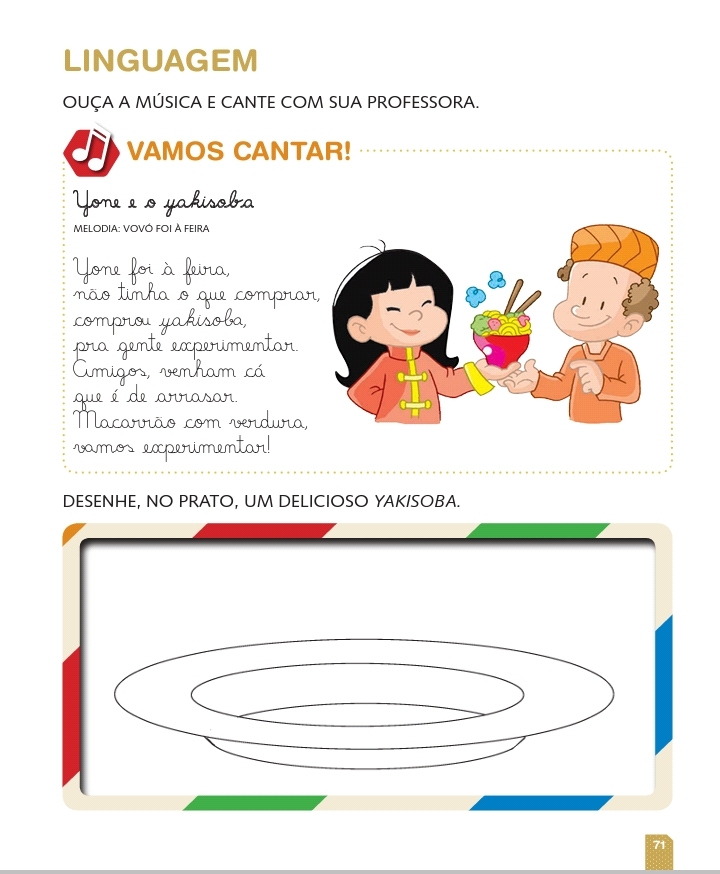 LINGUAGEM
OUÇA A MÚSICA E CANTE COM SUA PROFESSORA.
VAMOS CANTAR!
Yone e o yakisoba
MELODIA: VOVÓ FOI À FEIRA
Yone foi à feira,
não tinha o que comprar,
comprou yakisoba,
pra gente experimentar.
Amigos, venham cá
que é de arrasar.
Macarrão com verdura,
vamos experimentar!
DESENHE, NO PRATO, UM DELICIOSO YAKISOBA.
71